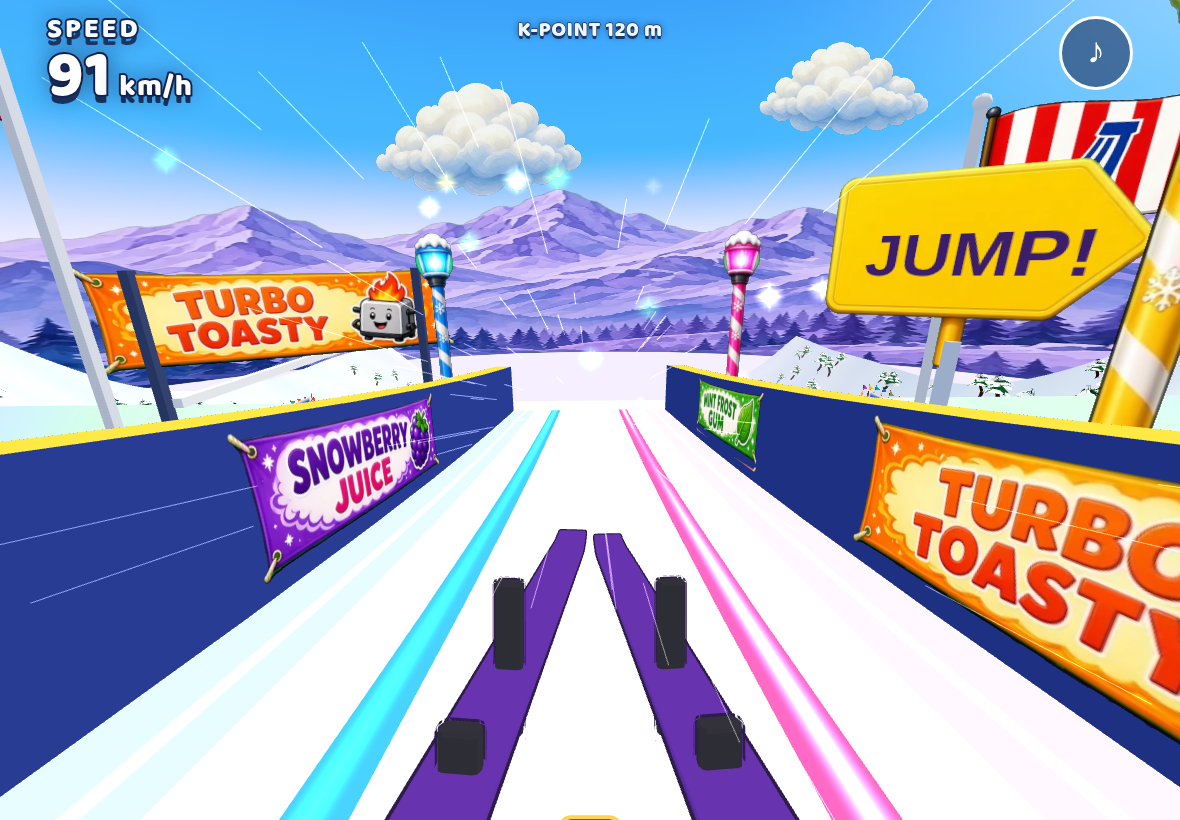 SPEED
91 km/h
K-POINT 120 m
JUMP!
TURBO
TOASTY
SNOWBERRY
JUICE
MINT FROST
GUM
TURBO
TOASTY